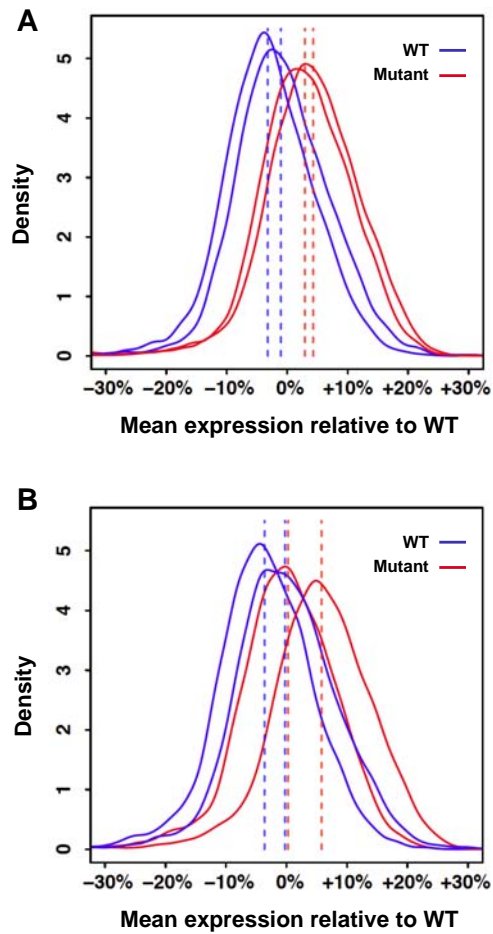 A
5
4
3
2
1
0
Density
WT
Mutant
−30% −20% −10% 0% +10% +20% +30%
Mean expression relative to WT
B
5
4
3
2
1
0
Density
WT
Mutant
−30% −20% −10% 0% +10% +20% +30%
Mean expression relative to WT